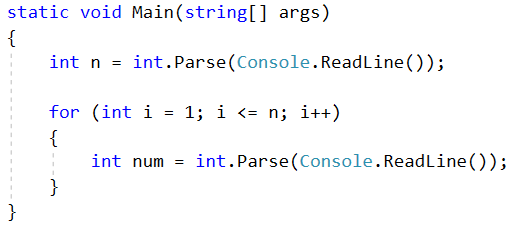 static void Main(string[] args)
{
int n = int.Parse(Console.ReadLine());
for (int i = 1; i <= n; i++)
{
int num = int.Parse(Console.ReadLine());
}
}